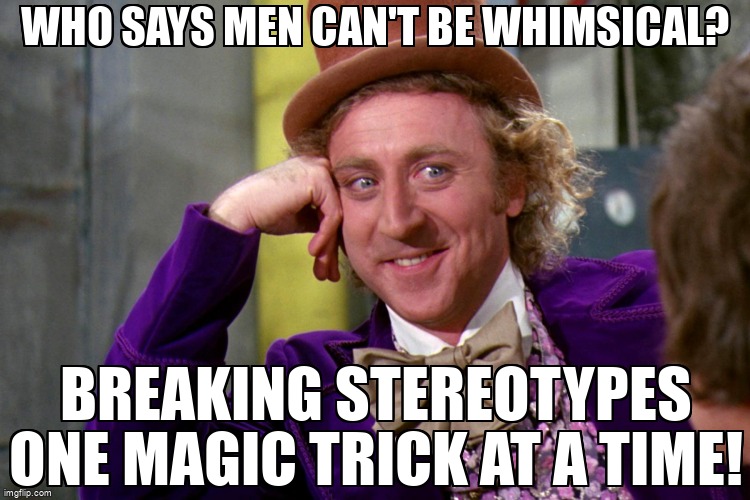 WHO SAYS MEN CAN'T BE WHIMSICAL?
BREAKING STEREOTYPES
ONE MAGIC TRICK AT A TIME!
imgflip.com